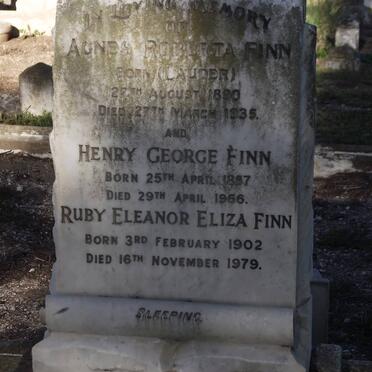 IN LOVING MEMORY
OF
AGNES ROBERTA FINN
BORN (LAUDER)
AUGUST 1890
DIED 27TH MARCH 1935.
AND
HENRY GEORGE FINN
BORN 25TH APRIL 1887
DIED 29TH APRIL 1966.
RUBY ELEANOR ELIZA FINN
BORN 3RD FEBRUARY 1902
DIED 16TH NOVEMBER 1979.
SLEEPING.